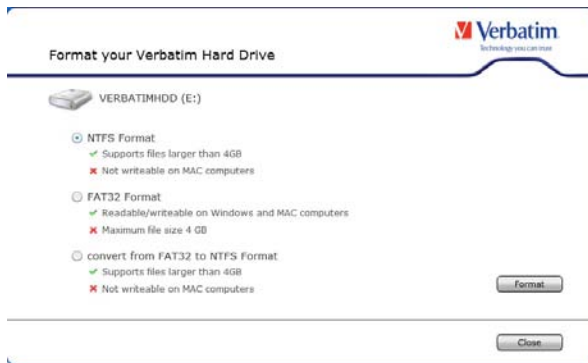 Verbatim
Technology you can trust
Format your Verbatim Hard Drive
VERBATIMHDD (E:)
NTFS Format
Supports files larger than 4GB
Not writeable on MAC computers
FAT32 Format
Readable/writeable on Windows and MAC computers
Maximum file size 4 GB
convert from FAT32 to NTFS Format
Supports files larger than 4GB
Not writeable on MAC computers
Format
Close